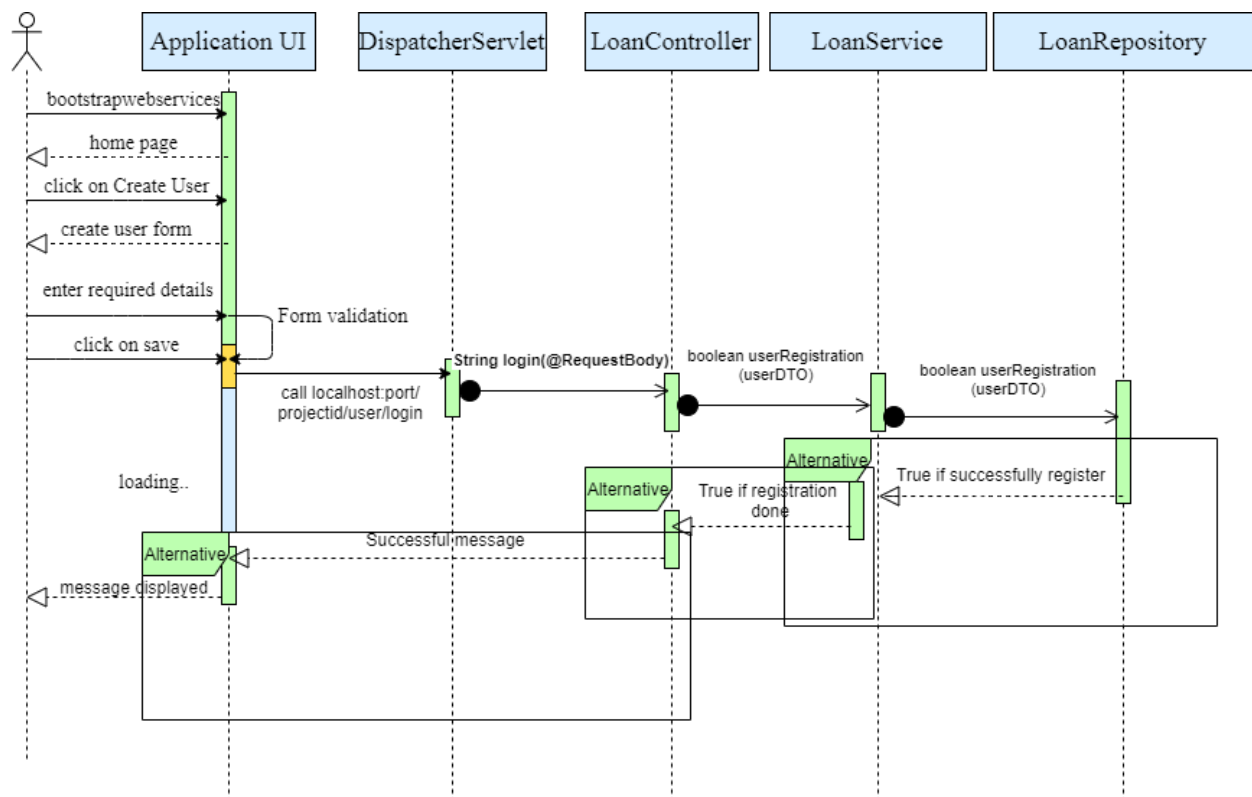 Application UI
DispatcherServlet
LoanController
LoanService
LoanRepository
bootstrapwebservices
home page
click on Create User
create user form
enter required details
Form validation
click on save
String login(@RequestBody)
boolean userRegistration
(userDTO)
boolean userRegistration
(userDTO)
call localhost:port/
projectid/user/login
Alternative
True if successfully register
loading..
Alternative
True if registration
done
Successful message
Alternative
message displayed